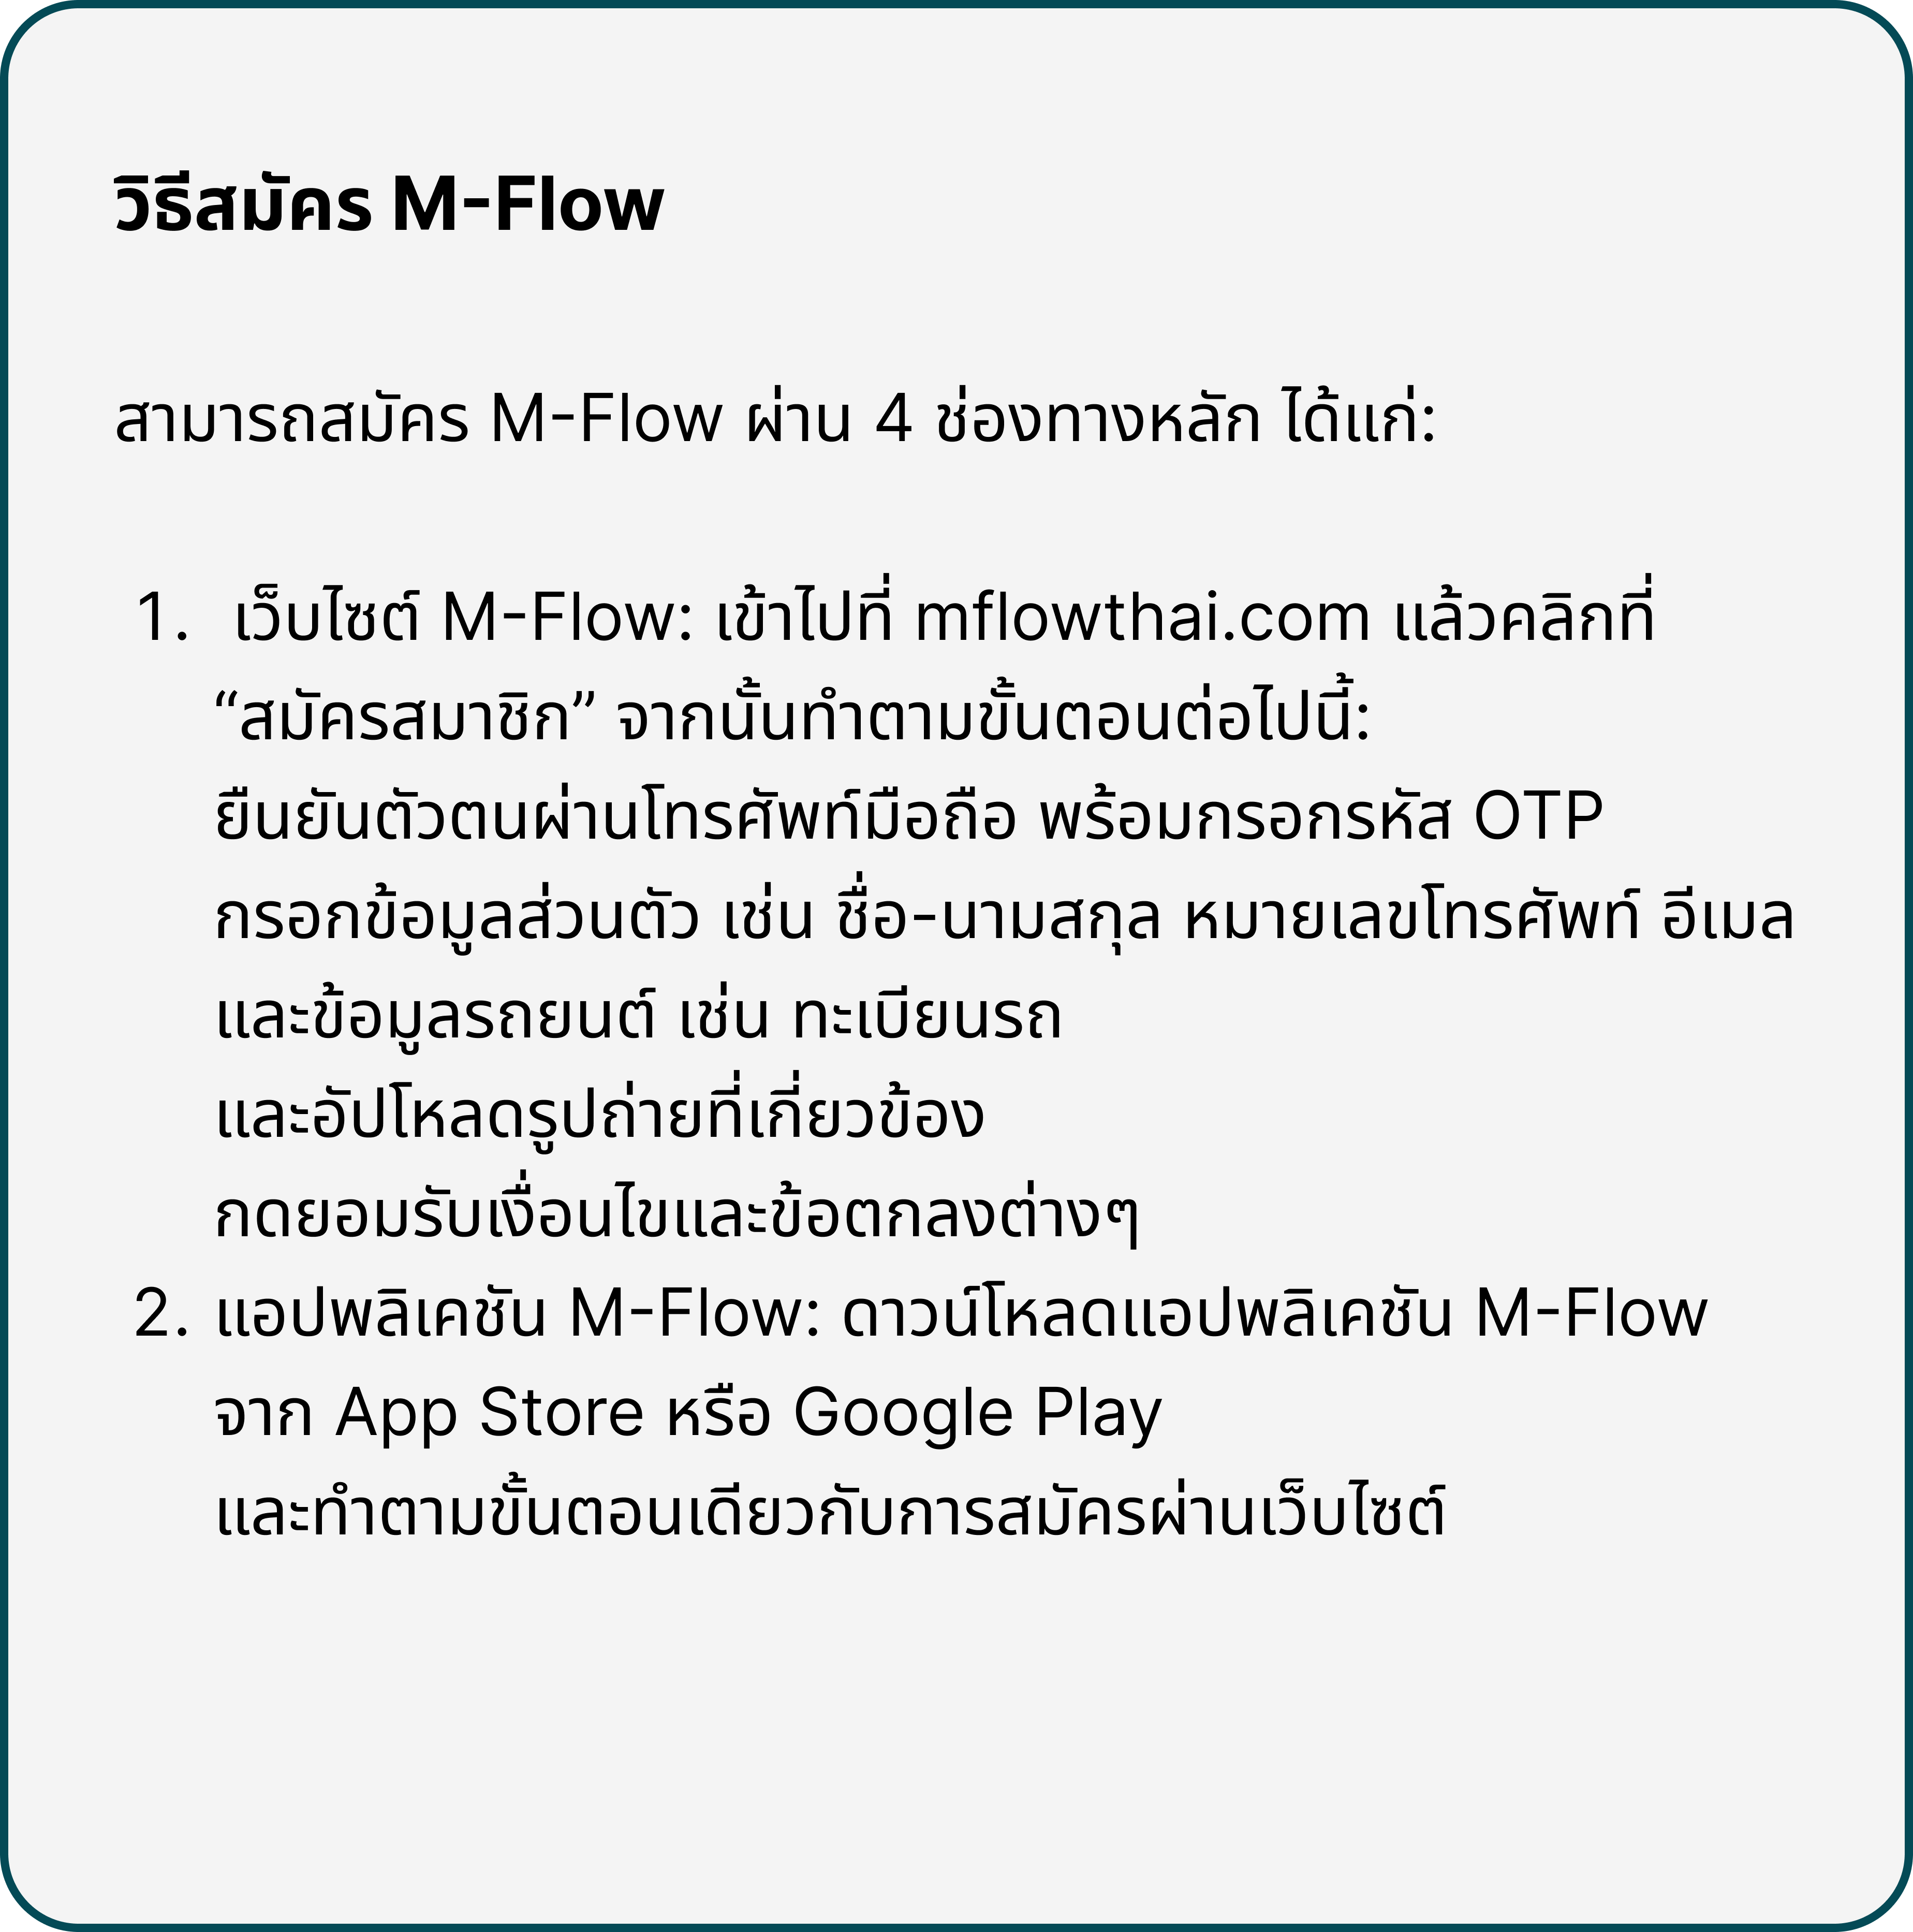 วิธีสมัคร M-Flow
สามารถสมัคร M-Flow ผ่าน 4 ช่องทางหลัก ได้แก่:
1. เว็บไซต์ M-Flow: เข้าไปที่ mflowthai.com แล้วคลิกที่
“สมัครสมาชิก” จากนั้นทำตามขั้นตอนต่อไปนี้:
ยืนยันตัวตนผ่านโทรศัพท์มือถือ พร้อมกรอกรหัส OTP
กรอกข้อมูลส่วนตัว เช่น ชื่อ-นามสกุล หมายเลขโทรศัพท์ อีเมล
และข้อมูลรถยนต์ เช่น ทะเบียนรถ
และอัปโหลดรูปถ่ายที่เกี่ยวข้อง
กดยอมรับเงื่อนไขและข้อตกลงต่างๆ
2. แอปพลิเคชัน M-Flow: ดาวน์โหลดแอปพลิเคชัน M-Flow
จาก App Store หรือ Google Play
และทำตามขั้นตอนเดียวกับการสมัครผ่านเว็บไซต์